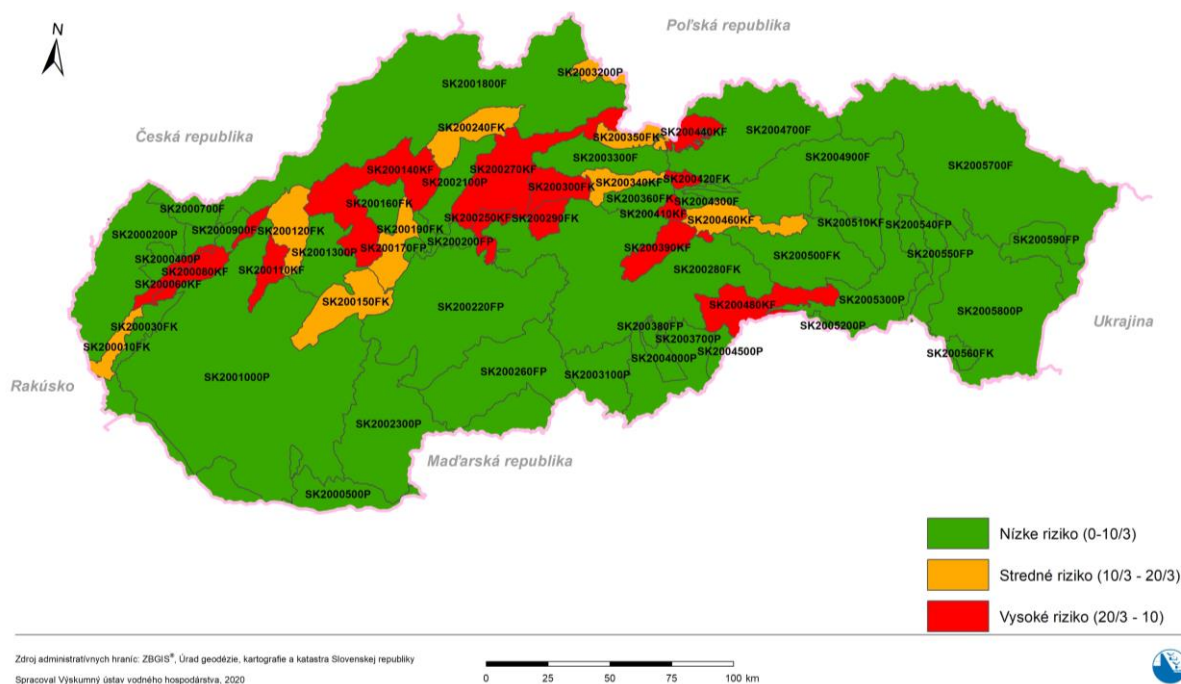 N
Poľská republika
SK2003200P
SK2001800F
SK200240FK
SK200350FK
SK200440KF
SK2004700F
Česká republika
SK2003300F
SK2004900F
SK2005700F
SK200140KF
SK200270KF
SK2002100P
SK200300FK
SK200340KF
SK200420FK
SK200160FK
SK200360FK
SK2004300F
SK2000700F
SK200250KF
SK200290FK
SK200410KF
SK200460KF
SK200510KF
SK200540FP
SK2000900F
SK200120FK
SK200190FK
SK2000200P
SK200170FP
SK200200FP
SK200390KF
SK200590FP
SK2001300P
SK200500FK
SK200550FP
SK2000400P
SK200080KF
SK200110KF
SK200280FK
SK200060KF
SK200150FK
SK200220FP
SK200480KF
SK2005300P
SK2005800P
SK200030FK
SK200380FP
SK2005200P
Ukrajina
SK200010FK
SK2003700P
SK2004500P
SK2004000P
SK200560FK
Rakúsko
SK2001000P
SK200260FP
SK2003100P
SK2002300P
Maďarská republika
SK2000500P
Nízke riziko (0-10/3)
Stredné riziko (10/3 - 20/3)
Vysoké riziko (20/3 - 10)
Zdroj administratívnych hraníc: ZBGIS®, Úrad geodézie, kartografie a katastra Slovenskej republiky
Spracoval Výskumný ústav vodného hospodárstva, 2020
0 25 50 75 100 km